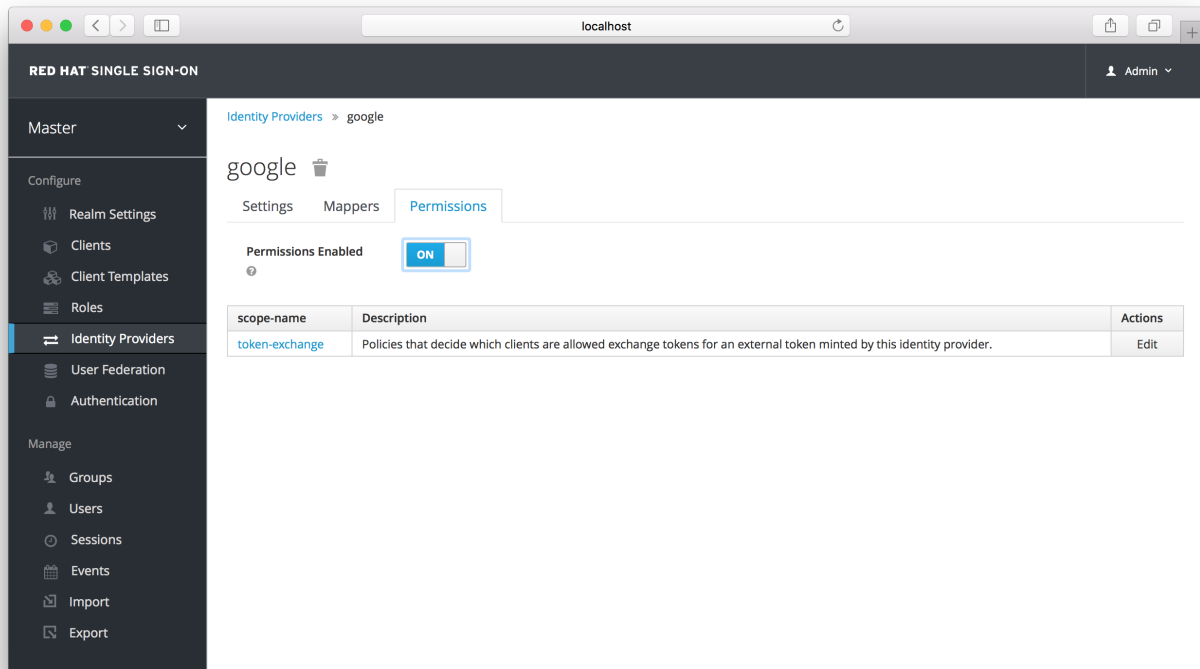 localhost
RED HAT SINGLE SIGN-ON
Admin
Master
Configure
Realm Settings
Clients
Client Templates
Roles
Identity Providers
User Federation
Authentication
Manage
Groups
Users
Sessions
Events
Import
Export
Identity Providers » google
google
Settings Mappers Permissions
Permissions Enabled ON
scope-name Description Actions
token-exchange Policies that decide which clients are allowed exchange tokens for an external token minted by this identity provider. Edit